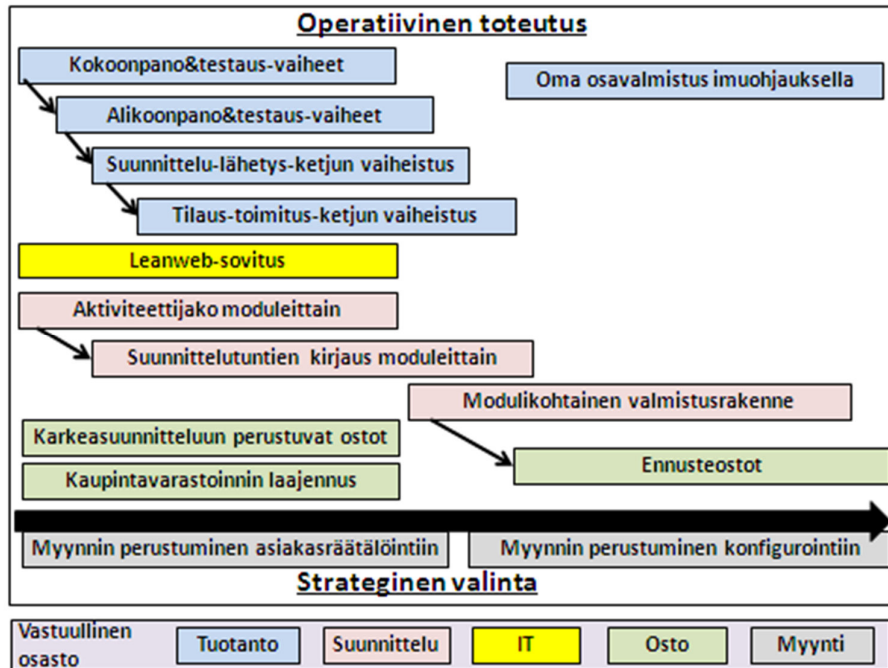 Operatiivinen toteutus
Kokoonpano&testaus-vaiheet
Oma osavalmistus imuohjauksella
Alikoonpano&testaus-vaiheet
Suunnittelu-lähetys-ketjun vaiheistus
Tilaus-toimitus-ketjun vaiheistus
Leanweb-sovitus
Aktiviteettijako moduleittain
Suunnittelutuntien kirjaus moduleittain
Modulikohtainen valmistusrakenne
Karkeasuunnitteluun perustuvat ostot
Ennusteostot
Kaupintavarastoinnin laajennus
Myynnin perustuminen asiakasräätälöintiin
Myynnin perustuminen konfigurointiin
Strateginen valinta
Vastuullinen
osasto
Tuotanto
Suunnittelu
IT
Osto
Myynti